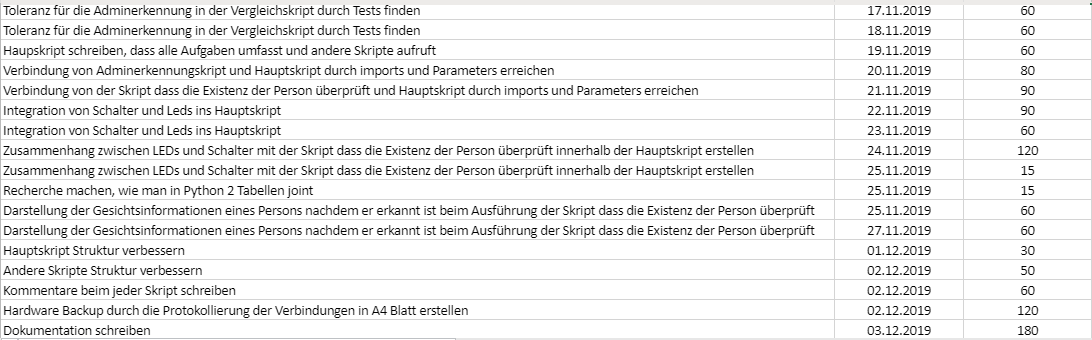 Toleranz für die Adminerkennung in der Vergleichskript durch Tests finden 17.11.2019 60
Toleranz für die Adminerkennung in der Vergleichskript durch Tests finden 18.11.2019 60
Haupskript schreiben, dass alle Aufgaben umfasst und andere Skripte aufruft 19.11.2019 60
Verbindung von Adminerkennungskript und Hauptskript durch imports und Parameters erreichen 20.11.2019 80
Verbindung von der Skript dass die Existenz der Person überprüft und Hauptskript durch imports und Parameters erreichen 21.11.2019 90
Integration von Schalter und Leds ins Hauptskript 22.11.2019 90
Integration von Schalter und Leds ins Hauptskript 23.11.2019 60
Zusammenhang zwischen LEDs und Schalter mit der Skript dass die Existenz der Person überprüft innerhalb der Hauptskript erstellen 24.11.2019 120
Zusammenhang zwischen LEDs und Schalter mit der Skript dass die Existenz der Person überprüft innerhalb der Hauptskript erstellen 25.11.2019 15
Recherche machen, wie man in Python 2 Tabellen joint 25.11.2019 15
Darstellung der Gesichtsinformationen eines Persons nachdem er erkannt ist beim Ausführung der Skript dass die Existenz der Person überprüft 25.11.2019 60
Darstellung der Gesichtsinformationen eines Persons nachdem er erkannt ist beim Ausführung der Skript dass die Existenz der Person überprüft 27.11.2019 60
Hauptskript Struktur verbessern 01.12.2019 30
Andere Skripte Struktur verbessern 02.12.2019 50
Kommentare beim jeder Skript schreiben 02.12.2019 60
Hardware Backup durch die Protokollierung der Verbindungen in A4 Blatt erstellen 02.12.2019 120
Dokumentation schreiben 03.12.2019 180